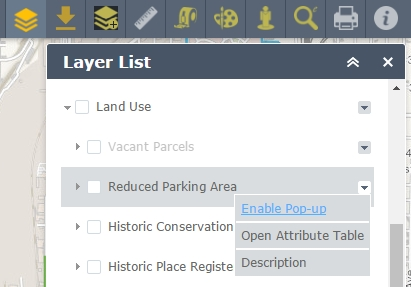 Layer List
Land Use
Vacant Parcels
Reduced Parking Area
Enable Pop-up
Historic Conservation
Open Attribute Table
Description
Historic Place Registe